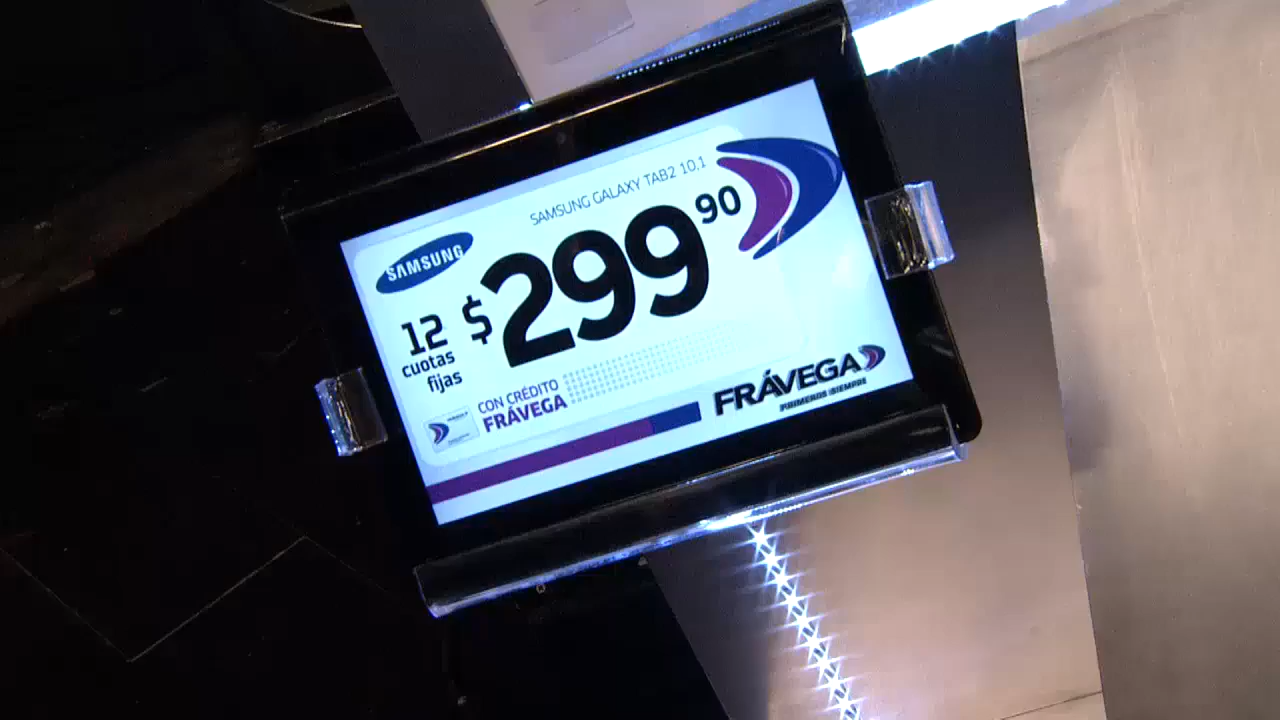 SAMSUNG GALAXY TAB2 10.1
SAMSUNG
12
cuotas
fijas
$299 90
CON CRÉDITO
FRÁVEGA
FRÁVEGA
PRIMEROS SIEMPRE